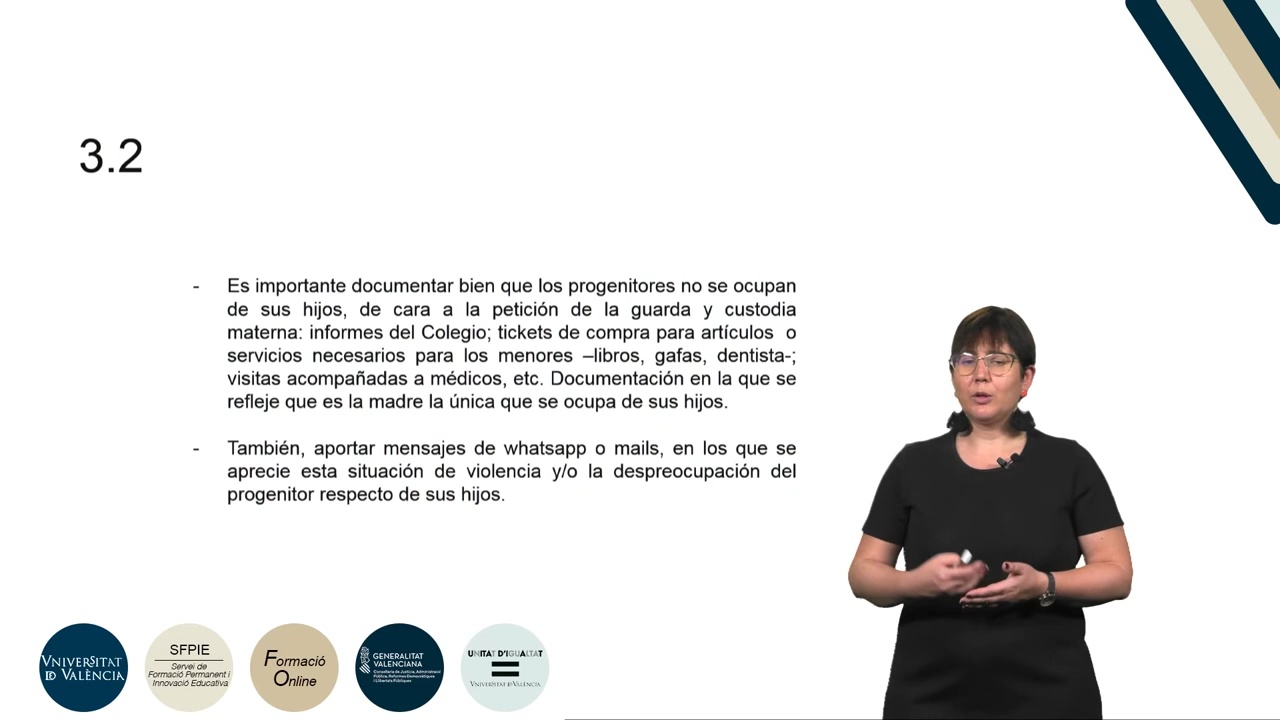 3.2
- Es importante documentar bien que los progenitores no se ocupan
de sus hijos, de cara a la petición de la guarda y custodia
materna: informes del Colegio; tickets de compra para artículos o
servicios necesarios para los menores –libros, gafas, dentista-;
visitas acompañadas a médicos, etc. Documentación en la que se
refleje que es la madre la única que se ocupa de sus hijos.
- También, aportar mensajes de whatsapp o mails, en los que se
aprecie esta situación de violencia y/o la despreocupación del
progenitor respecto de sus hijos.
VNIVERSITAT
ID VALÈNCIA
SFPIE
Servei de
Formació Permanent i
Innovació Educativa
Formació
Online
GENERALITAT
VALENCIANA
Conselleria de Justícia, Administració
Pública, Reformes Democràtiques
i Llibertats Públiques
UNITAT D'IGUALTAT
VNIVERSITAT ID VALÈNCIA